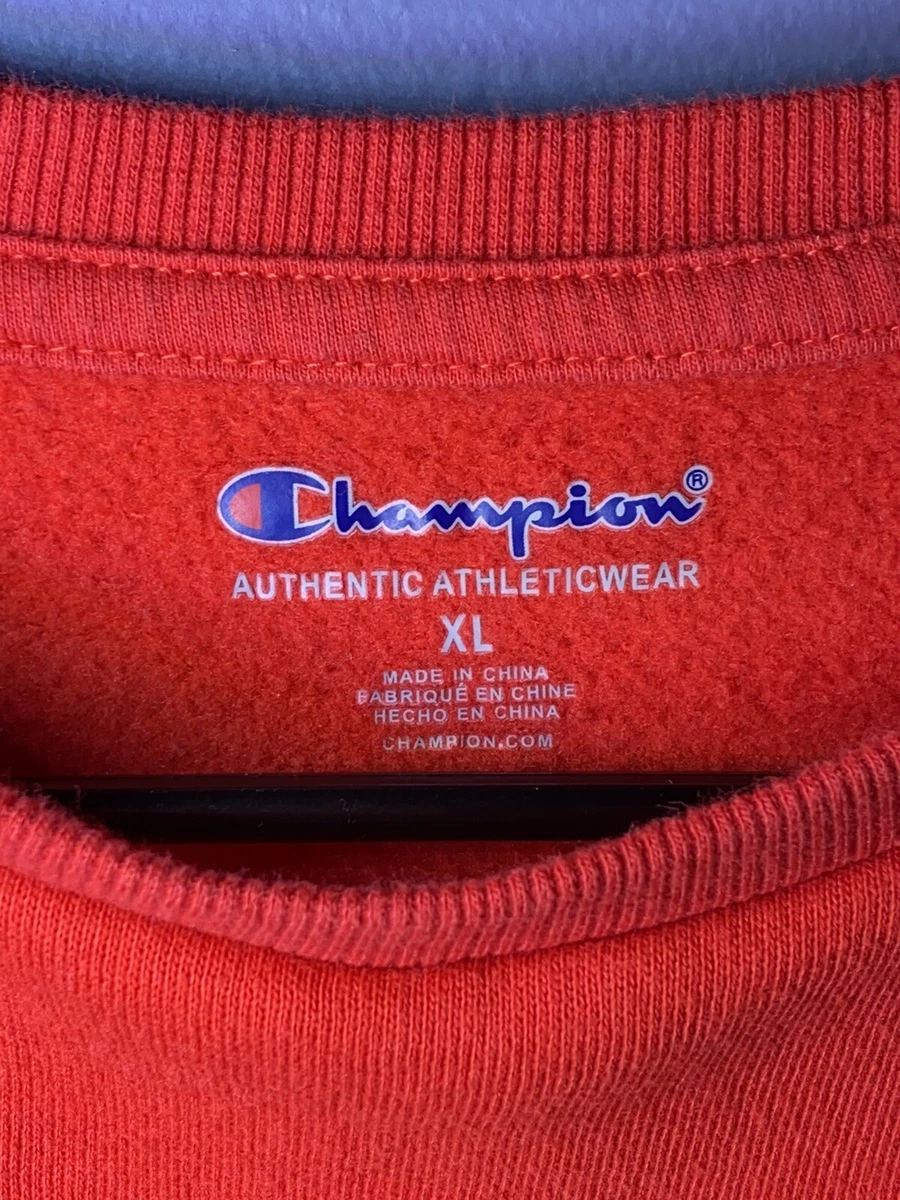 Champion®
AUTHENTIC ATHLETICWEAR
XL
MADE IN CHINA
FABRIQUÉ EN CHINE
HECHO EN CHINA
CHAMPION.COM